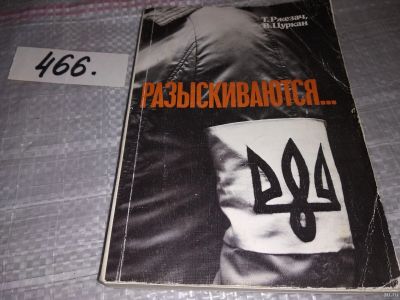 466.
Т. Ржезач,
В. Цуркан
РАЗЫСКИВАЮТСЯ...